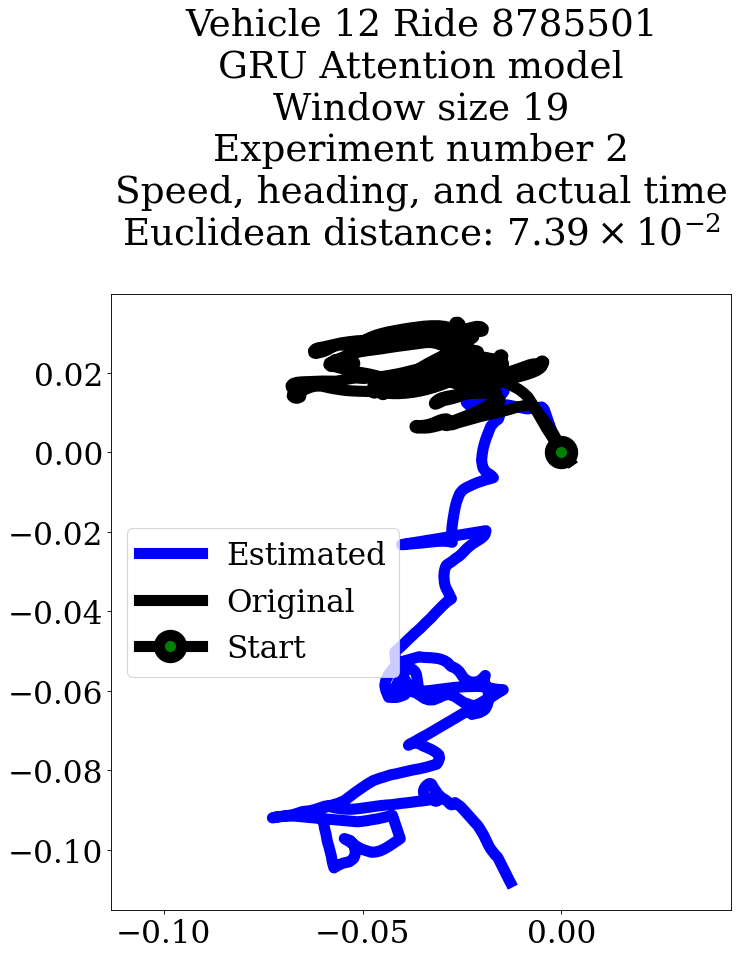 Vehicle 12 Ride 8785501
GRU Attention model
Window size 19
Experiment number 2
Speed, heading, and actual time
Euclidean distance: 7.39 × 10⁻²
0.02
0.00
−0.02
−0.04
−0.06
−0.08
−0.10
Estimated
Original
Start
−0.10 −0.05 0.00